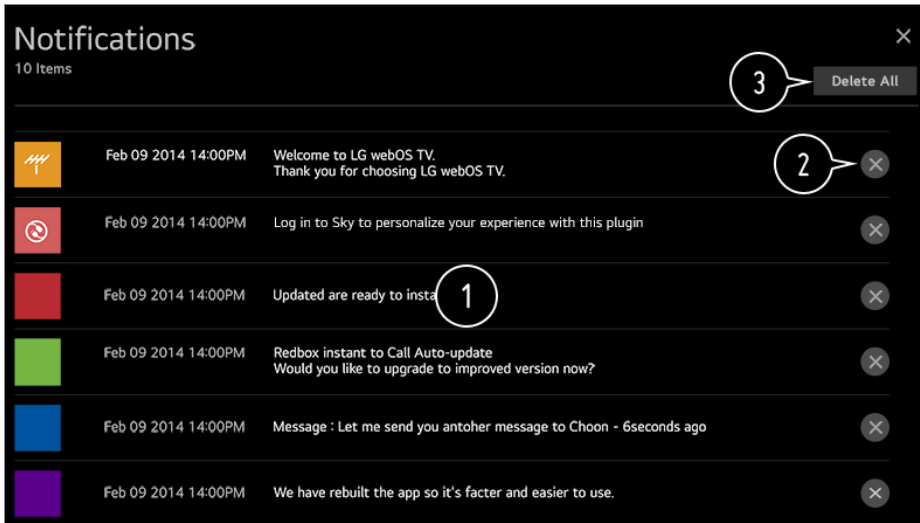 Notifications
10 Items
3
Delete All
Feb 09 2014 14:00PM
Welcome to LG webOS TV.
Thank you for choosing LG webOS TV.
2
Feb 09 2014 14:00PM
Log in to Sky to personalize your experience with this plugin
Feb 09 2014 14:00PM
Updated are ready to insta
1
Feb 09 2014 14:00PM
Redbox instant to Call Auto-update
Would you like to upgrade to improved version now?
Feb 09 2014 14:00PM
Message : Let me send you antoher message to Choon - 6seconds ago
Feb 09 2014 14:00PM
We have rebuilt the app so it's facter and easier to use.